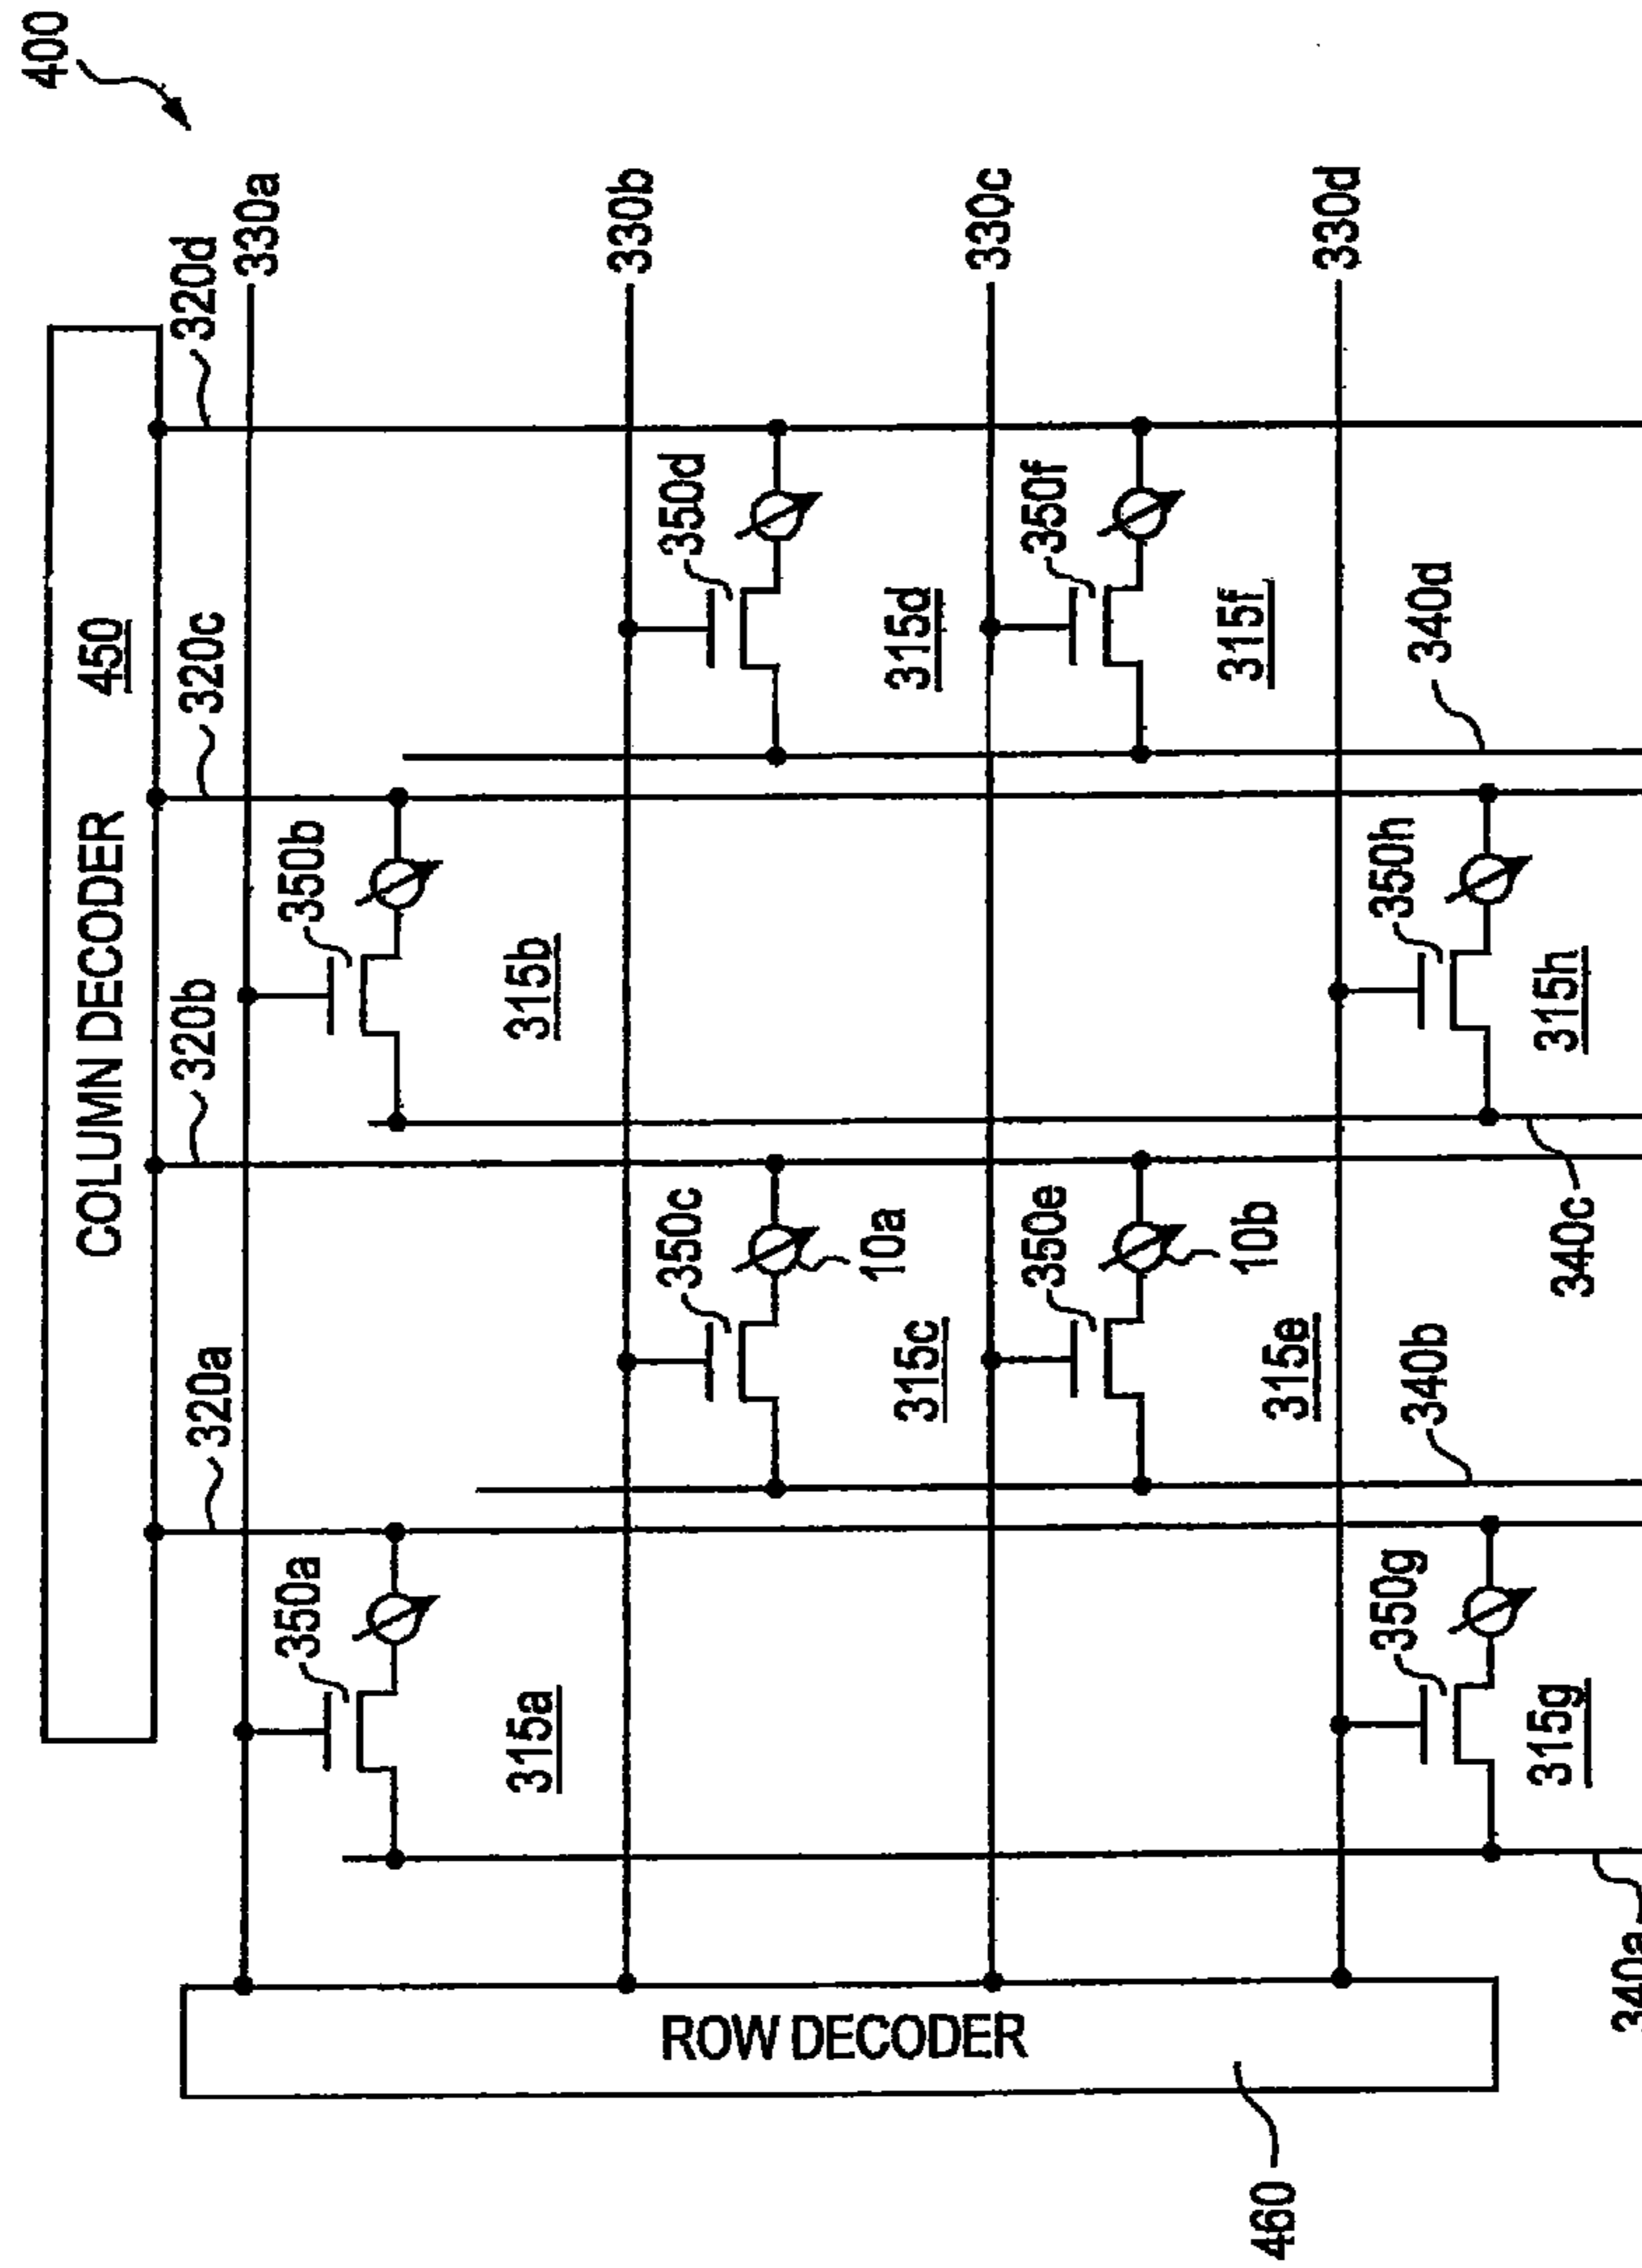 400
COLUMN DECODER 450
320a
320b
320c
320d
330a
350a
350b
315a
315b
330b
350c
350d
10a
315c
315d
330c
350e
350f
10b
315e
315f
340b
340d
330d
350g
350h
315g
315h
340c
340a
ROW DECODER
460